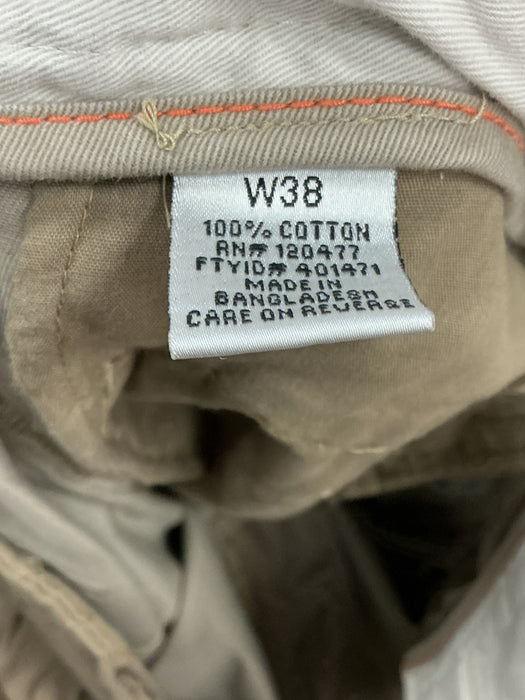 W38
100% COTTON
RN# 120477
FTYID# 401471
MADE IN
BANGLADESH
CARE ON REVERSE